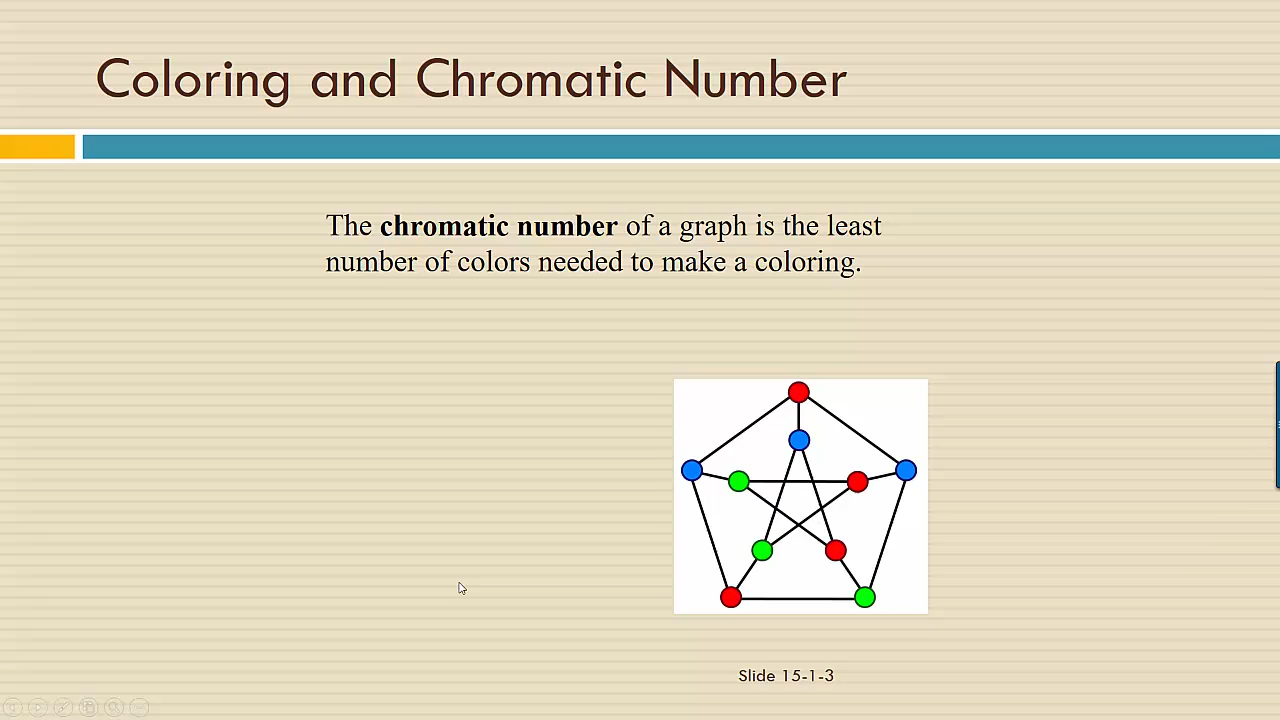 Coloring and Chromatic Number
The chromatic number of a graph is the least
number of colors needed to make a coloring.
Slide 15-1-3